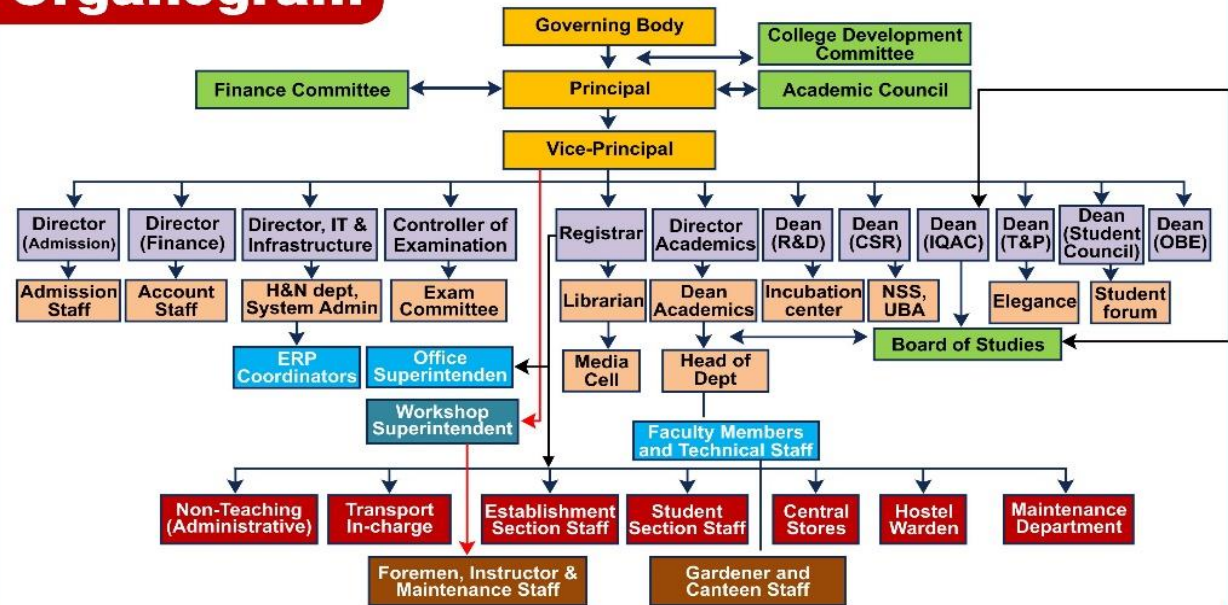 Organogram
Governing Body
College Development
Committee
Finance Committee
Principal
Academic Council
Vice-Principal
Director
(Admission)
Director
(Finance)
Director, IT &
Infrastructure
Controller of
Examination
Registrar
Director
Academics
Dean
(R&D)
Dean
(CSR)
Dean
(IQAC)
Dean
(T&P)
Dean
(Student
Council)
Dean
(OBE)
Admission
Staff
Account
Staff
H&N dept,
System Admin
Exam
Committee
Librarian
Dean
Academics
Incubation
center
NSS,
UBA
Elegance
Student
forum
ERP
Coordinators
Office
Superintenden
Media
Cell
Head of
Dept
Board of Studies
Workshop
Superintendent
Faculty Members
and Technical Staff
Non-Teaching
(Administrative)
Transport
In-charge
Establishment
Section Staff
Student
Section Staff
Central
Stores
Hostel
Warden
Maintenance
Department
Foremen, Instructor &
Maintenance Staff
Gardener and
Canteen Staff